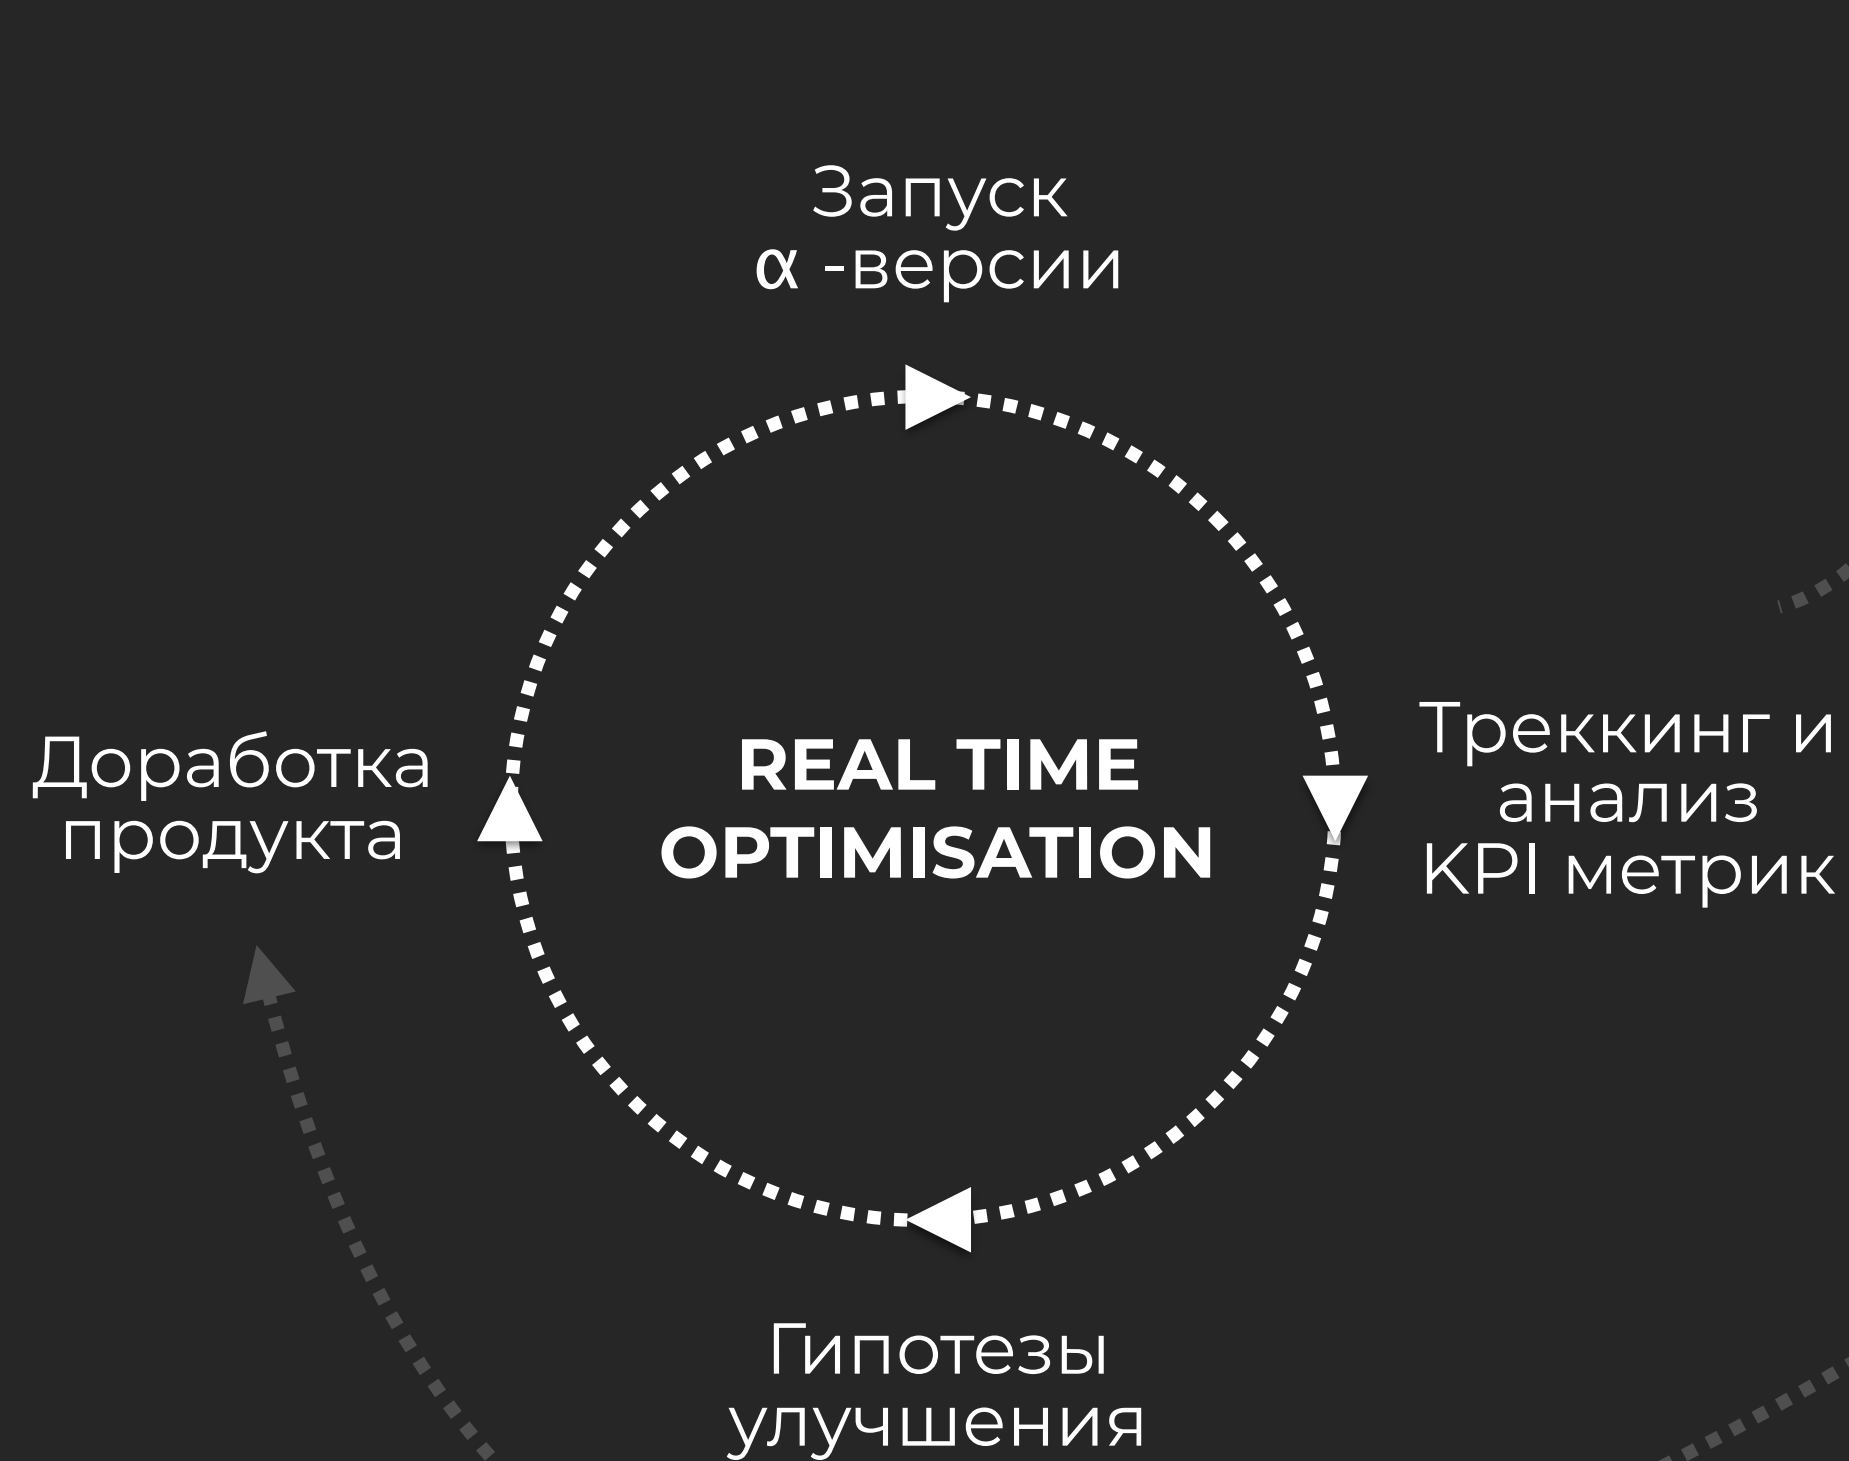 Запуск
α -версии
Доработка
продукта
REAL TIME
OPTIMISATION
Треккинг и
анализ
KPI метрик
Гипотезы
улучшения